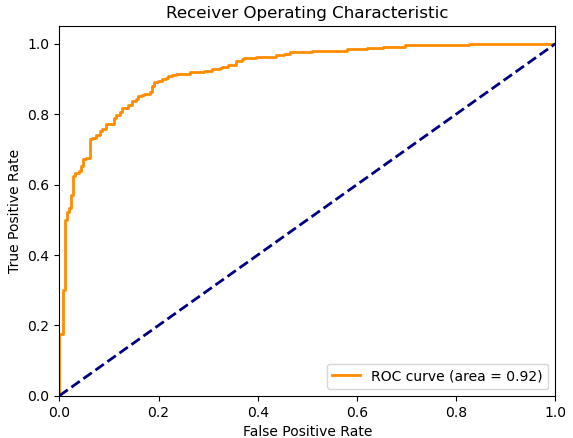 Receiver Operating Characteristic
1.0
0.8
0.6
0.4
0.2
0.0
True Positive Rate
ROC curve (area = 0.92)
0.0 0.2 0.4 0.6 0.8 1.0
False Positive Rate